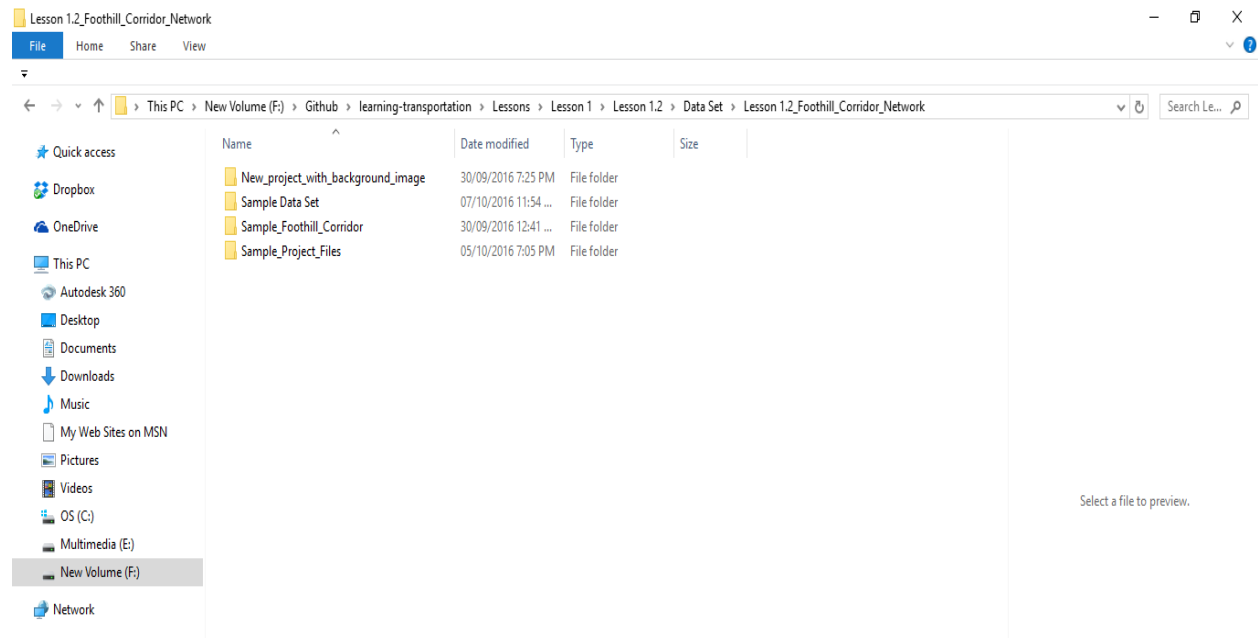 Lesson 1.2_Foothill_Corridor_Network
File Home Share View
This PC > New Volume (F:) > Github > learning-transportation > Lessons > Lesson 1 > Lesson 1.2 > Data Set > Lesson 1.2_Foothill_Corridor_Network Search Le...
Quick access
Dropbox
OneDrive
This PC
Autodesk 360
Desktop
Documents
Downloads
Music
My Web Sites on MSN
Pictures
Videos
OS (C:)
Multimedia (E:)
New Volume (F:)
Network
Name Date modified Type Size
New_project_with_background_image 30/09/2016 7:25 PM File folder
Sample Data Set 07/10/2016 11:54 ... File folder
Sample_Foothill_Corridor 30/09/2016 12:41 ... File folder
Sample_Project_Files 05/10/2016 7:05 PM File folder
Select a file to preview.